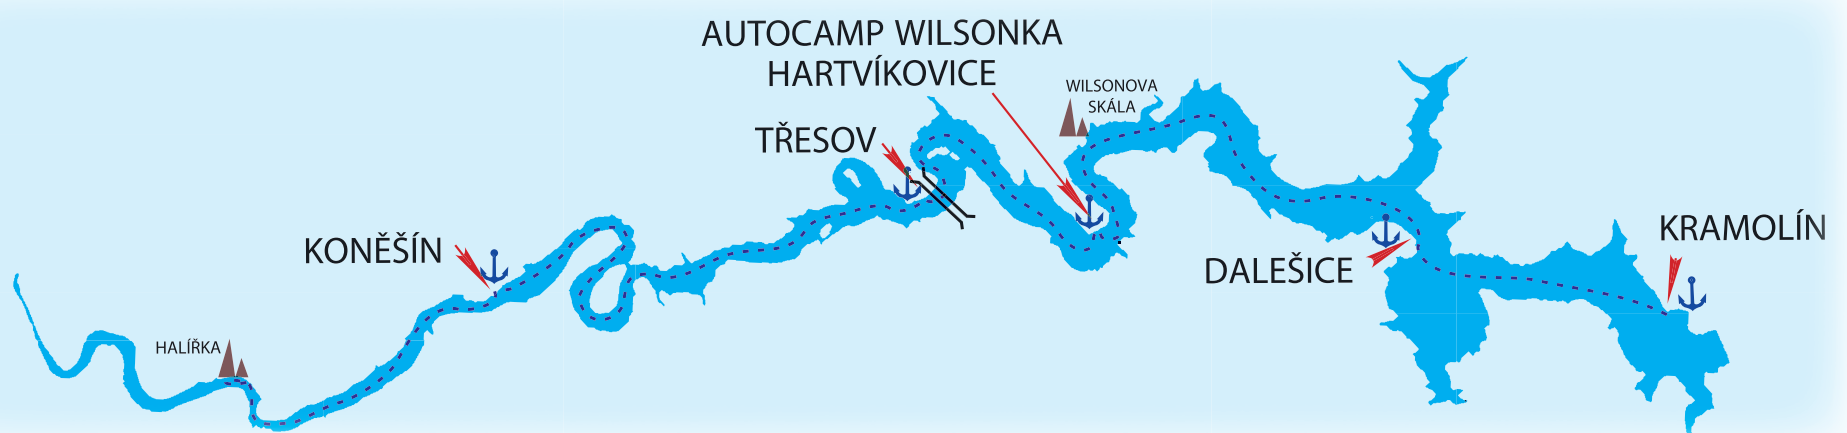 AUTOCAMP WILSONKA
HARTVÍKOVICE
WILSONOVA
SKÁLA
TŘESOV
KONĚŠÍN
KRAMOLÍN
DALEŠICE
HALÍŘKA